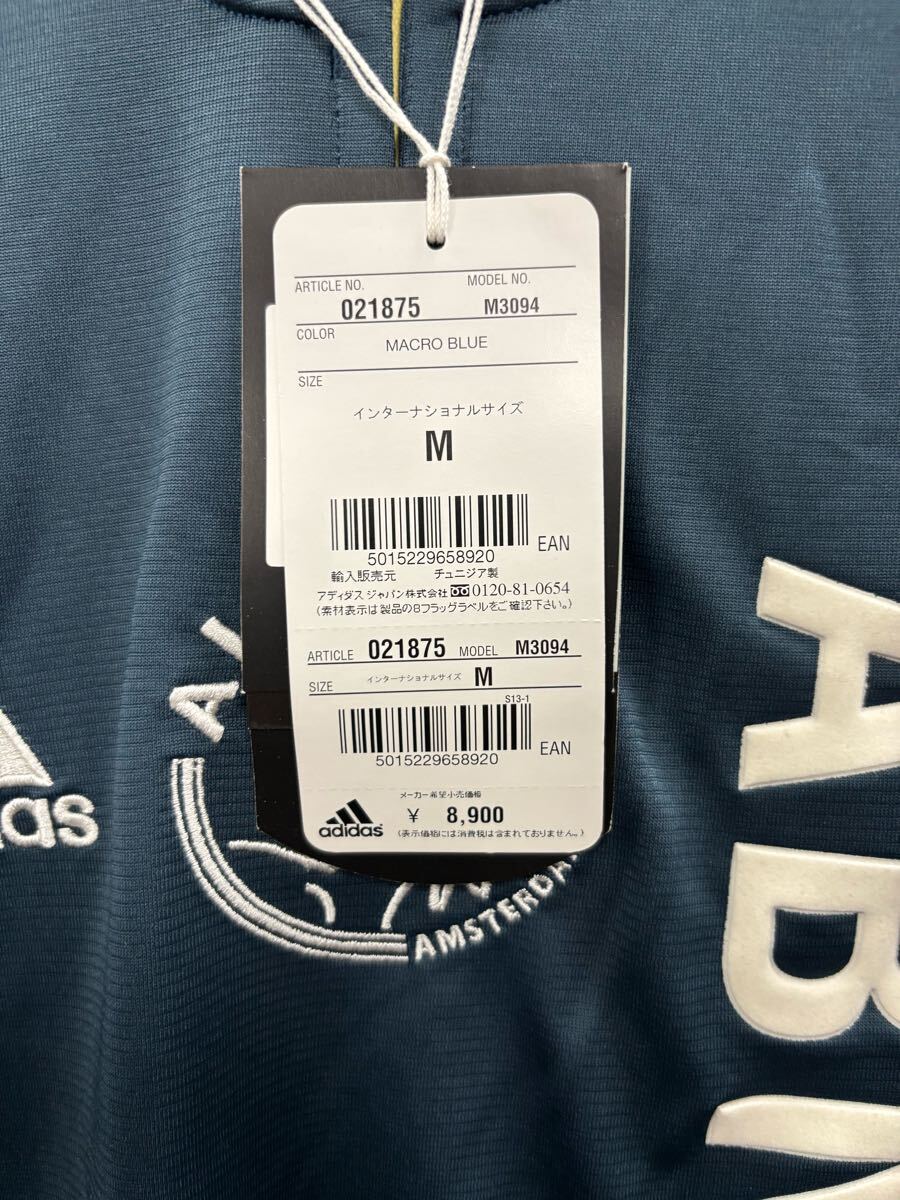 ARTICLE NO. MODEL NO.
021875 M3094
COLOR
MACRO BLUE
SIZE
インターナショナルサイズ
M
5015229658920 EAN
輸入販売元 チュニジア製
アディダス ジャパン株式会社 0120-81-0654
(素材表示は製品のBフラッグラベルをご確認下さい。)
ARTICLE 021875 MODEL M3094
SIZE インターナショナルサイズ M
S13-1
5015229658920 EAN
メーカー希望小売価格
adidas ¥ 8,900
(表示価格には消費税は含まれておりません。)
das
AMSTERDA
AB